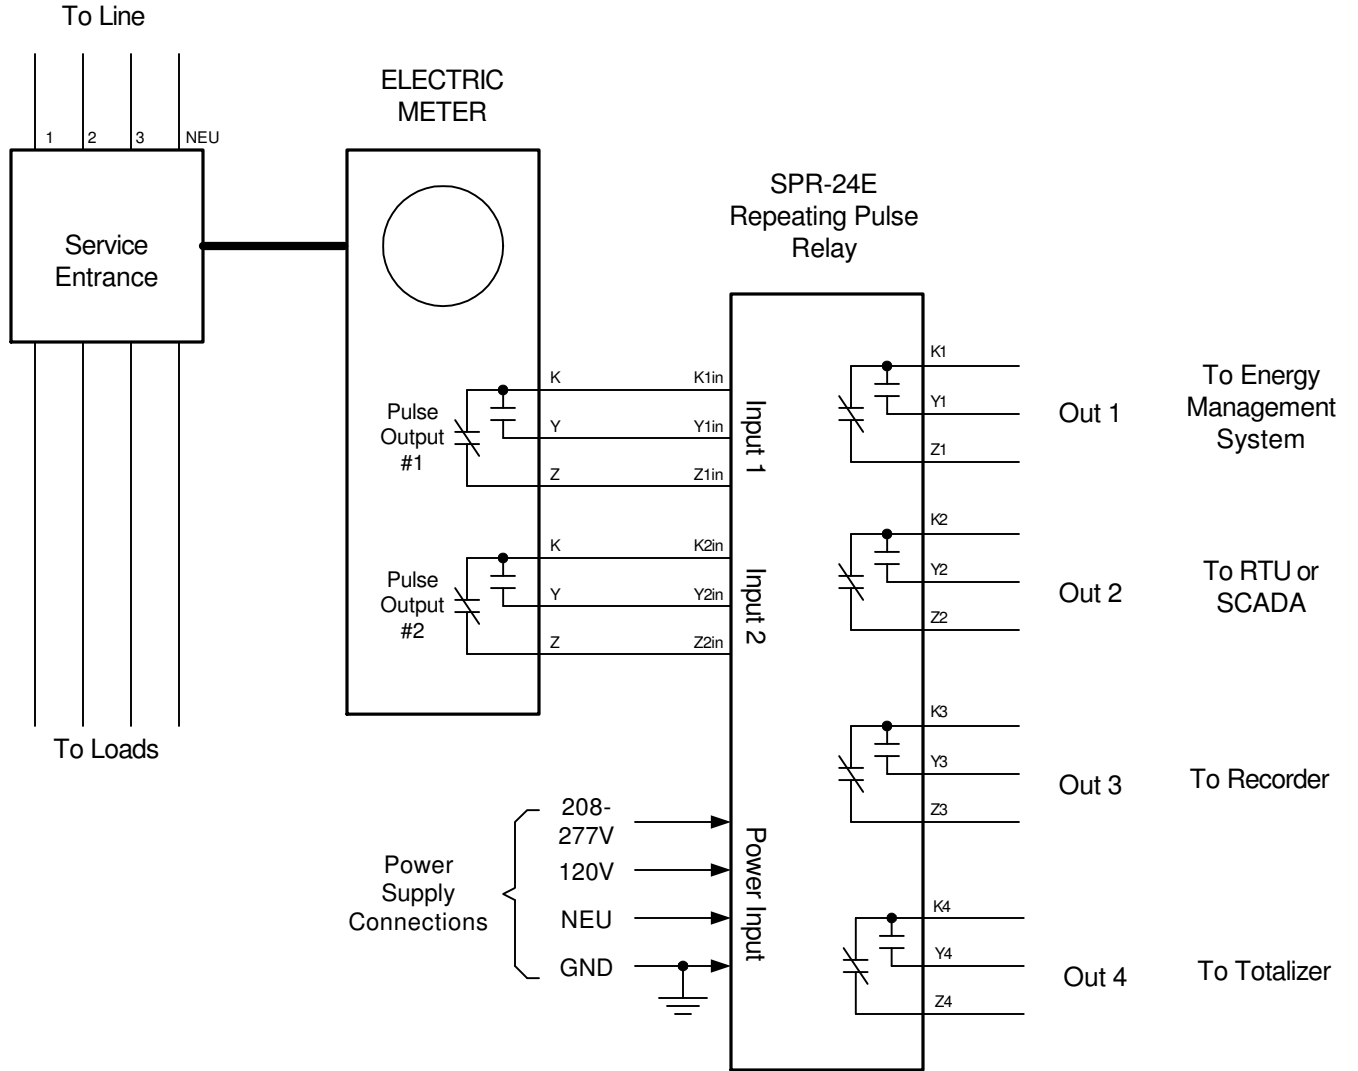 To Line
1
2
3
NEU
Service
Entrance
To Loads
ELECTRIC
METER
Pulse
Output
#1
K
Y
Z
Pulse
Output
#2
K
Y
Z
K1in
Y1in
Z1in
K2in
Y2in
Z2in
SPR-24E
Repeating Pulse
Relay
Input 1
Input 2
Power Input
Power
Supply
Connections
208-
277V
120V
NEU
GND
K1
Y1
Z1
Out 1
To Energy
Management
System
K2
Y2
Z2
Out 2
To RTU or
SCADA
K3
Y3
Z3
Out 3
To Recorder
K4
Y4
Z4
Out 4
To Totalizer